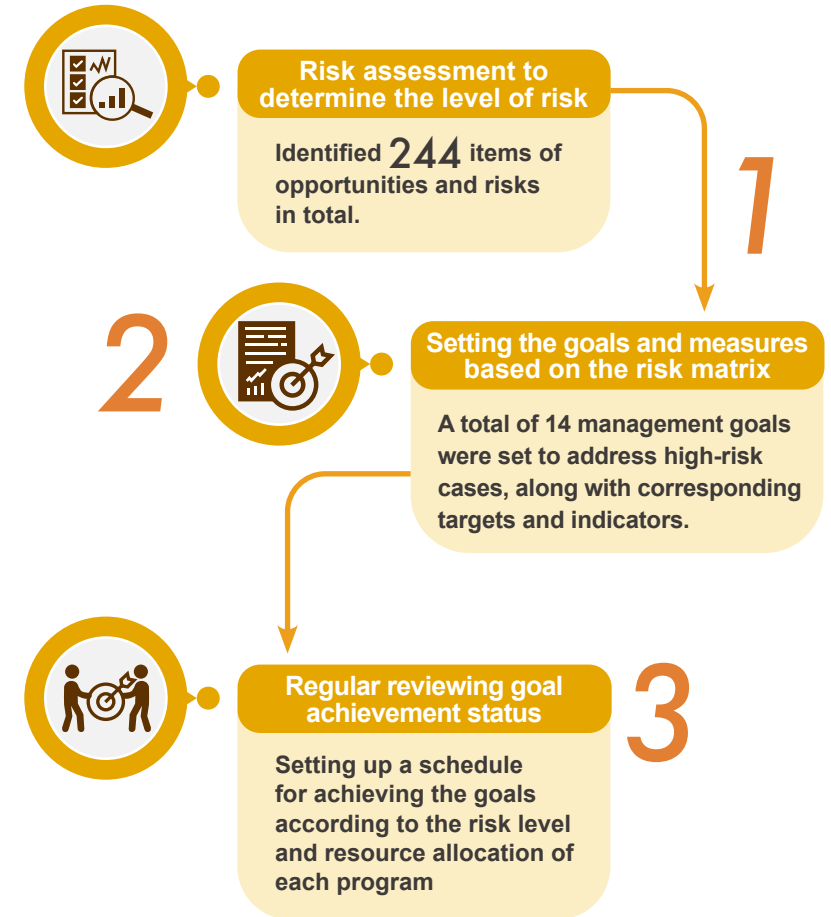 Risk assessment to
determine the level of risk
Identified 244 items of
opportunities and risks
in total.
1
2
Setting the goals and measures
based on the risk matrix
A total of 14 management goals
were set to address high-risk
cases, along with corresponding
targets and indicators.
Regular reviewing goal
achievement status
3
Setting up a schedule
for achieving the goals
according to the risk level
and resource allocation of
each program